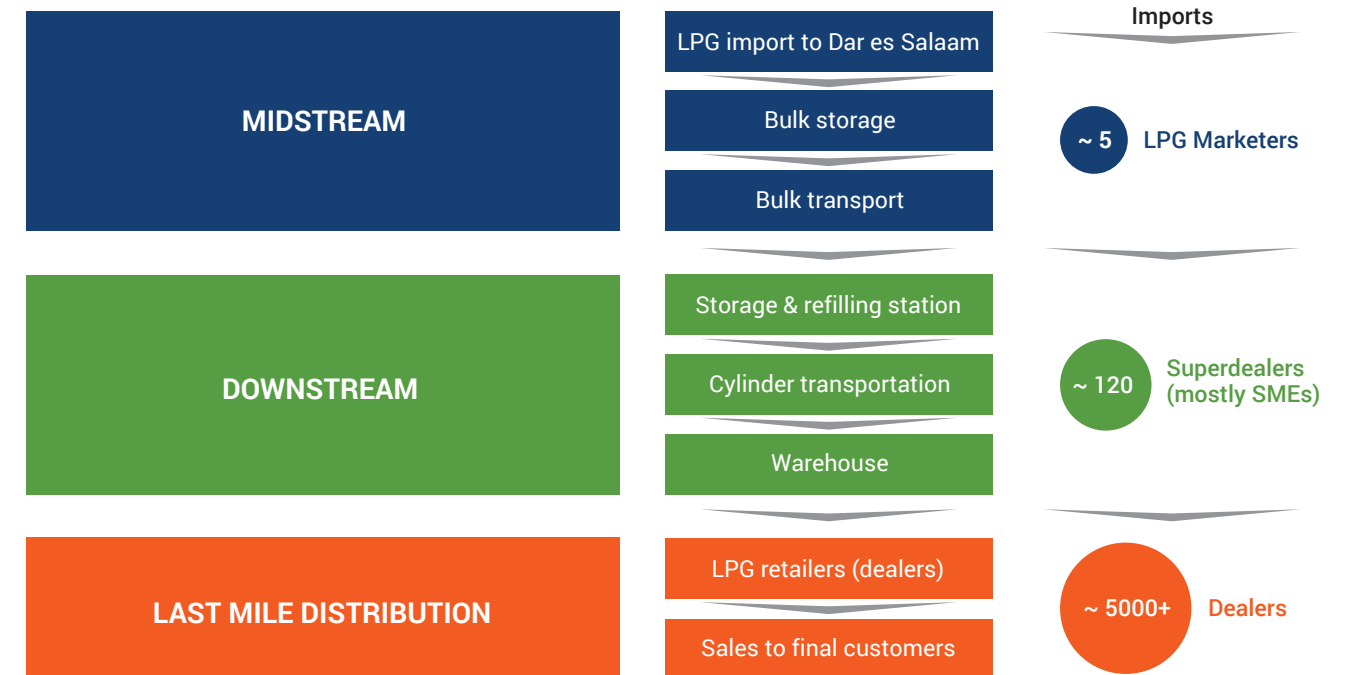 Imports
MIDSTREAM
LPG import to Dar es Salaam
Bulk storage
Bulk transport
~ 5
LPG Marketers
DOWNSTREAM
Storage & refilling station
Cylinder transportation
Warehouse
~ 120
Superdealers
(mostly SMEs)
LAST MILE DISTRIBUTION
LPG retailers (dealers)
Sales to final customers
~ 5000+
Dealers